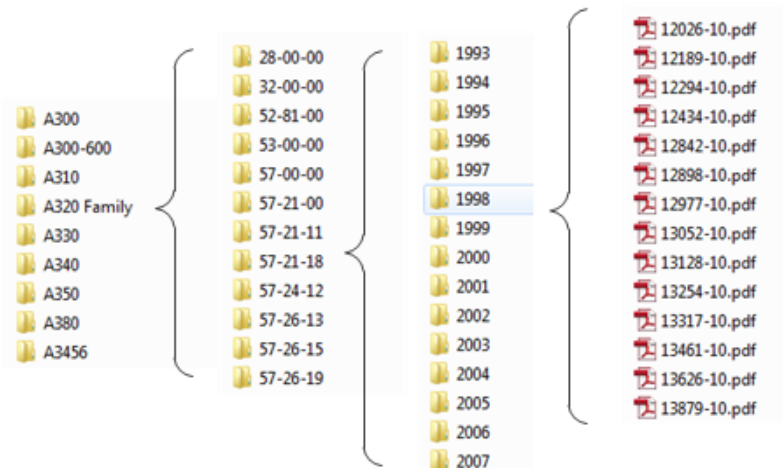 A300
A300-600
A310
A320 Family
A330
A340
A350
A380
A3456
28-00-00
32-00-00
52-81-00
53-00-00
57-00-00
57-21-00
57-21-11
57-21-18
57-24-12
57-26-13
57-26-15
57-26-19
1993
1994
1995
1996
1997
1998
1999
2000
2001
2002
2003
2004
2005
2006
2007
12026-10.pdf
12189-10.pdf
12294-10.pdf
12434-10.pdf
12842-10.pdf
12898-10.pdf
12977-10.pdf
13052-10.pdf
13128-10.pdf
13254-10.pdf
13317-10.pdf
13461-10.pdf
13626-10.pdf
13879-10.pdf